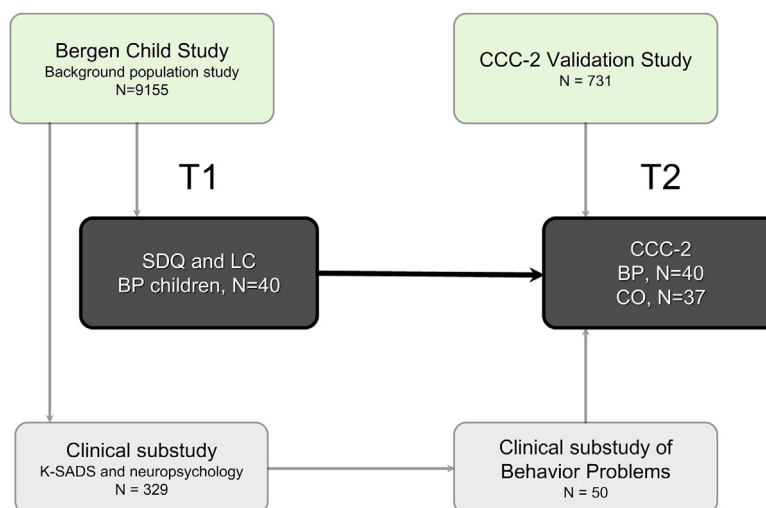 Bergen Child Study
Background population study
N=9155
CCC-2 Validation Study
N = 731
T1
T2
SDQ and LC
BP children, N=40
CCC-2
BP, N=40
CO, N=37
Clinical substudy
K-SADS and neuropsychology
N = 329
Clinical substudy of
Behavior Problems
N = 50